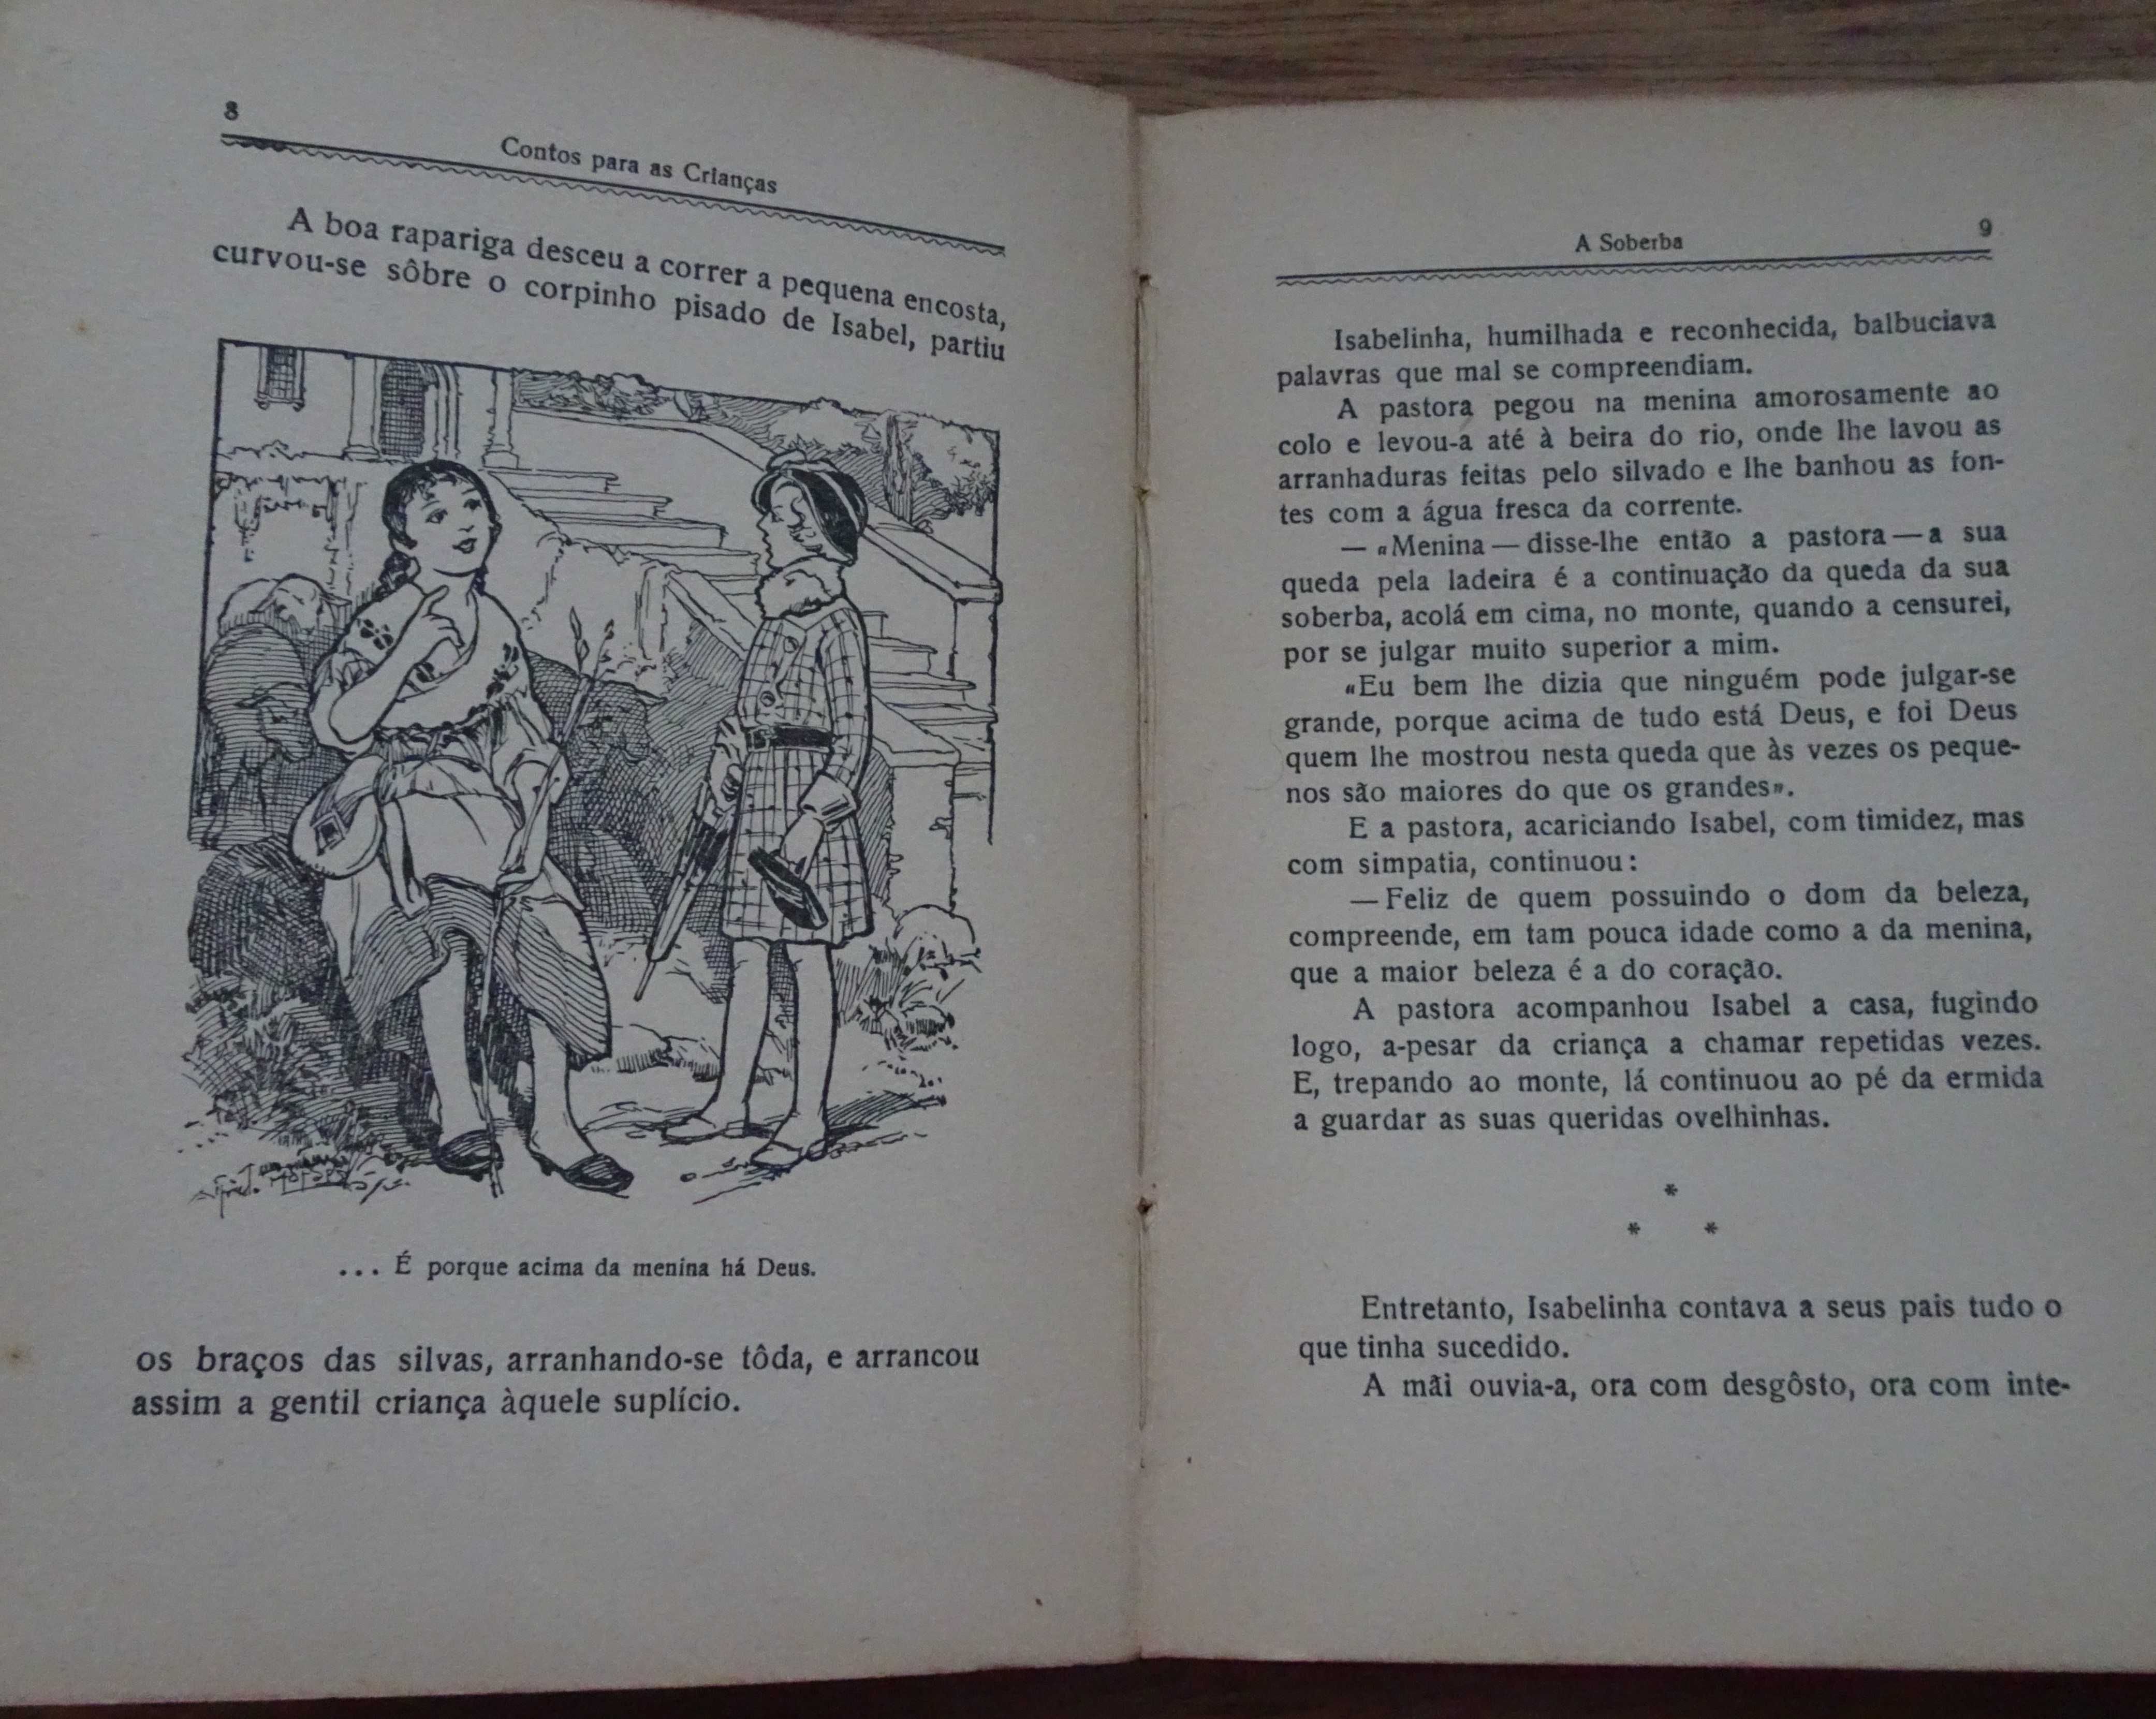 8
Contos para as Crianças
A boa rapariga desceu a correr a pequena encosta,
curvou-se sôbre o corpinho pisado de Isabel, partiu
... É porque acima da menina há Deus.
os braços das silvas, arranhando-se tôda, e arrancou
assim a gentil criança àquele suplício.
A Soberba
9
Isabelinha, humilhada e reconhecida, balbuciava
palavras que mal se compreendiam.
A pastora pegou na menina amorosamente ao
colo e levou-a até à beira do rio, onde lhe lavou as
arranhaduras feitas pelo silvado e lhe banhou as fon-
tes com a água fresca da corrente.
— «Menina — disse-lhe então a pastora — a sua
queda pela ladeira é a continuação da queda da sua
soberba, acolá em cima, no monte, quando a censurei,
por se julgar muito superior a mim.
«Eu bem lhe dizia que ninguém pode julgar-se
grande, porque acima de tudo está Deus, e foi Deus
quem lhe mostrou nesta queda que às vezes os peque-
nos são maiores do que os grandes».
E a pastora, acariciando Isabel, com timidez, mas
com simpatia, continuou:
— Feliz de quem possuindo o dom da beleza,
compreende, em tam pouca idade como a da menina,
que a maior beleza é a do coração.
A pastora acompanhou Isabel a casa, fugindo
logo, a-pesar da criança a chamar repetidas vezes.
E, trepando ao monte, lá continuou ao pé da ermida
a guardar as suas queridas ovelhinhas.
*
* *
Entretanto, Isabelinha contava a seus pais tudo o
que tinha sucedido.
A mãi ouvia-a, ora com desgôsto, ora com inte-